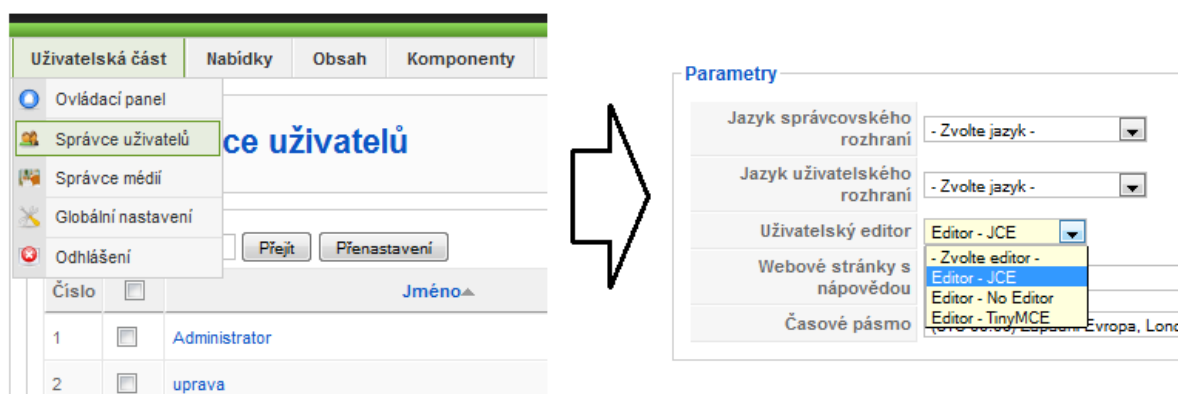 Uživatelská část Nabídky Obsah Komponenty
Ovládací panel
Správce uživatelů
ce uživatelů
Správce médií
Globální nastavení
Přejít Přenastavení
Odhlášení
Číslo Jméno
1 Administrator
2 uprava
Parametry
Jazyk správcovského
rozhraní
- Zvolte jazyk -
Jazyk uživatelského
rozhraní
- Zvolte jazyk -
Uživatelský editor Editor - JCE
- Zvolte editor -
Editor - JCE
Editor - No Editor
Editor - TinyMCE
Webové stránky s
nápovědou
Časové pásmo
Evropa, Lond